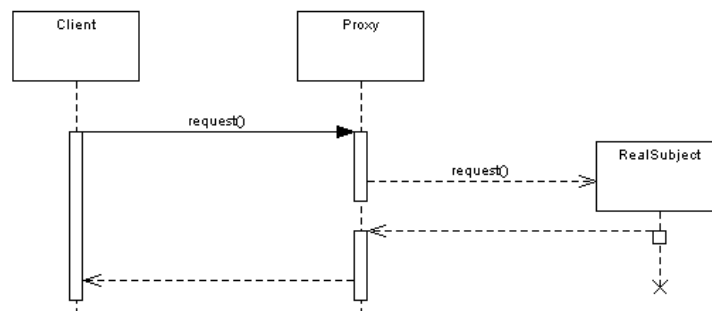 Client
Proxy
request()
request()
RealSubject